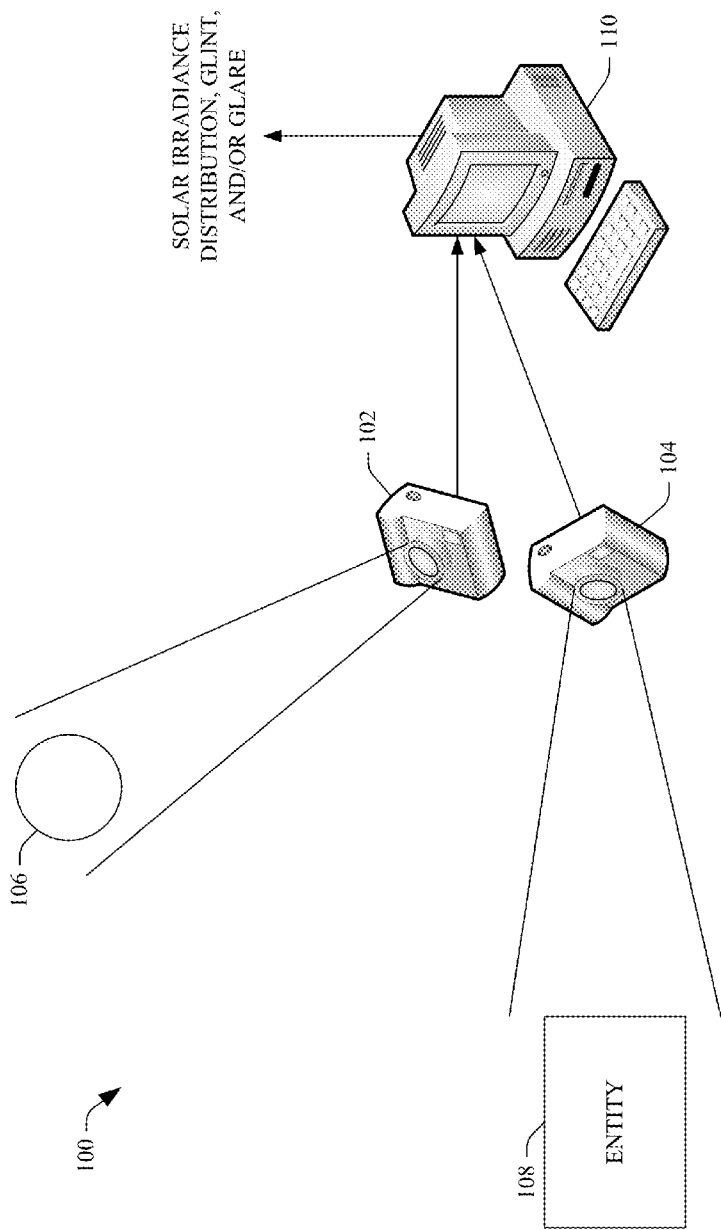 100
106
102
SOLAR IRRADIANCE
DISTRIBUTION, GLINT,
AND/OR GLARE
110
104
108
ENTITY